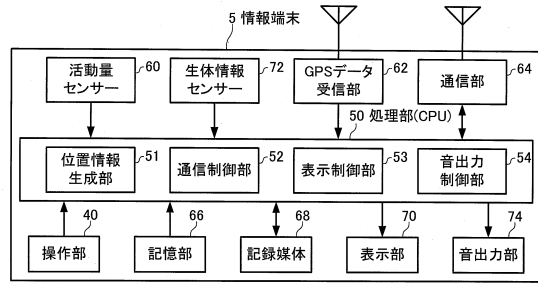 5 情報端末
活動量
センサー
60
生体情報
センサー
72
GPSデータ
受信部
62
通信部
64
50 処理部(CPU)
位置情報
生成部
51
通信制御部
52
表示制御部
53
音出力
制御部
54
40
操作部
66
記憶部
68
記録媒体
70
表示部
74
音出力部